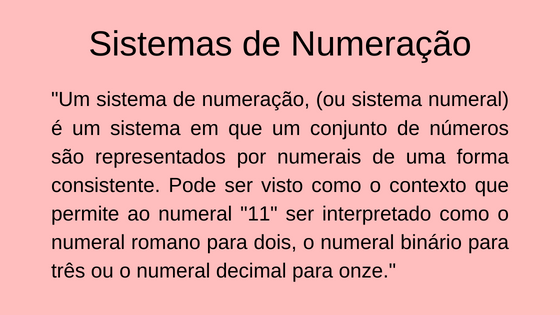 Sistemas de Numeração
"Um sistema de numeração, (ou sistema numeral)
é um sistema em que um conjunto de números
são representados por numerais de uma forma
consistente. Pode ser visto como o contexto que
permite ao numeral "11" ser interpretado como o
numeral romano para dois, o numeral binário para
três ou o numeral decimal para onze."